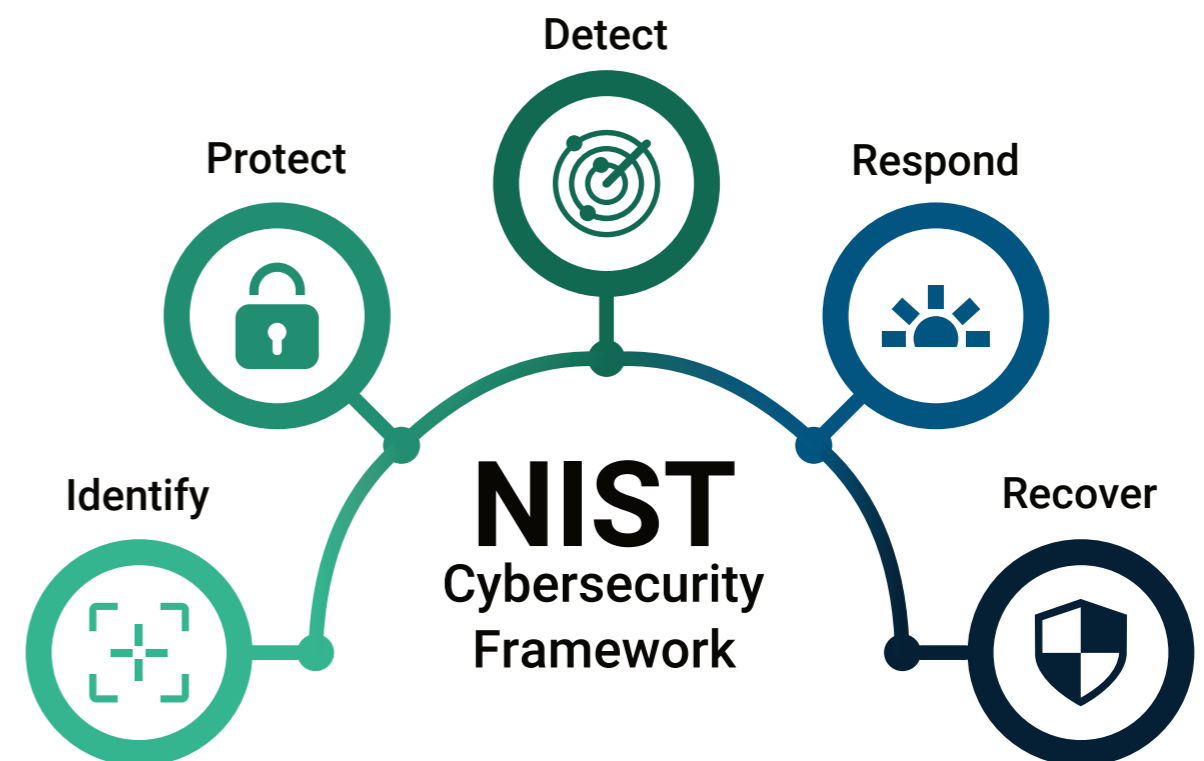 Detect
Protect
Respond
Identify
Recover
NIST
Cybersecurity
Framework